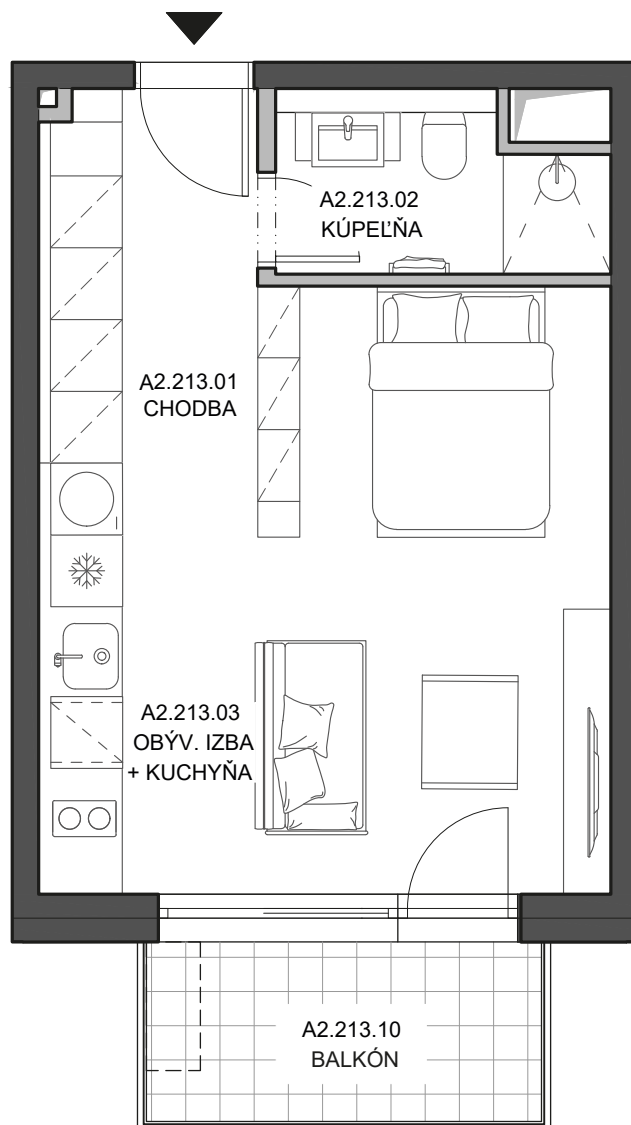 A2.213.02
KÚPEĽŇA
A2.213.01
CHODBA
A2.213.03
OBÝV. IZBA
+ KUCHYŇA
A2.213.10
BALKÓN